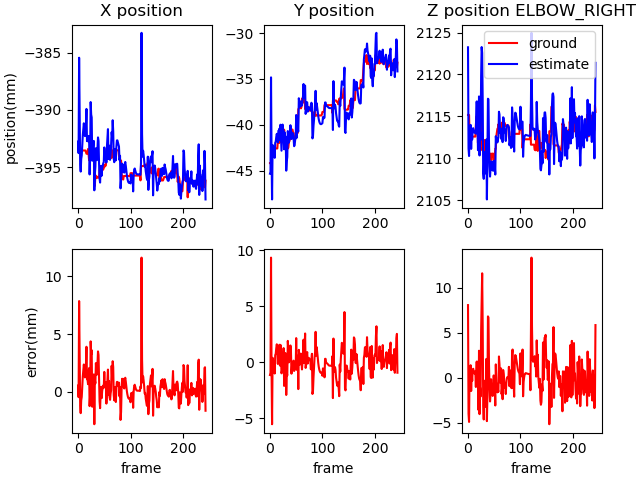 X position Y position Z position ELBOW_RIGHT
ground
estimate
position(mm)
−385
−390
−395
0 100 200
−30
−35
−40
−45
0 100 200
2125
2120
2115
2110
2105
0 100 200
error(mm)
10
5
0
0 100 200
frame
10
5
0
−5
0 100 200
frame
10
5
0
−5
0 100 200
frame